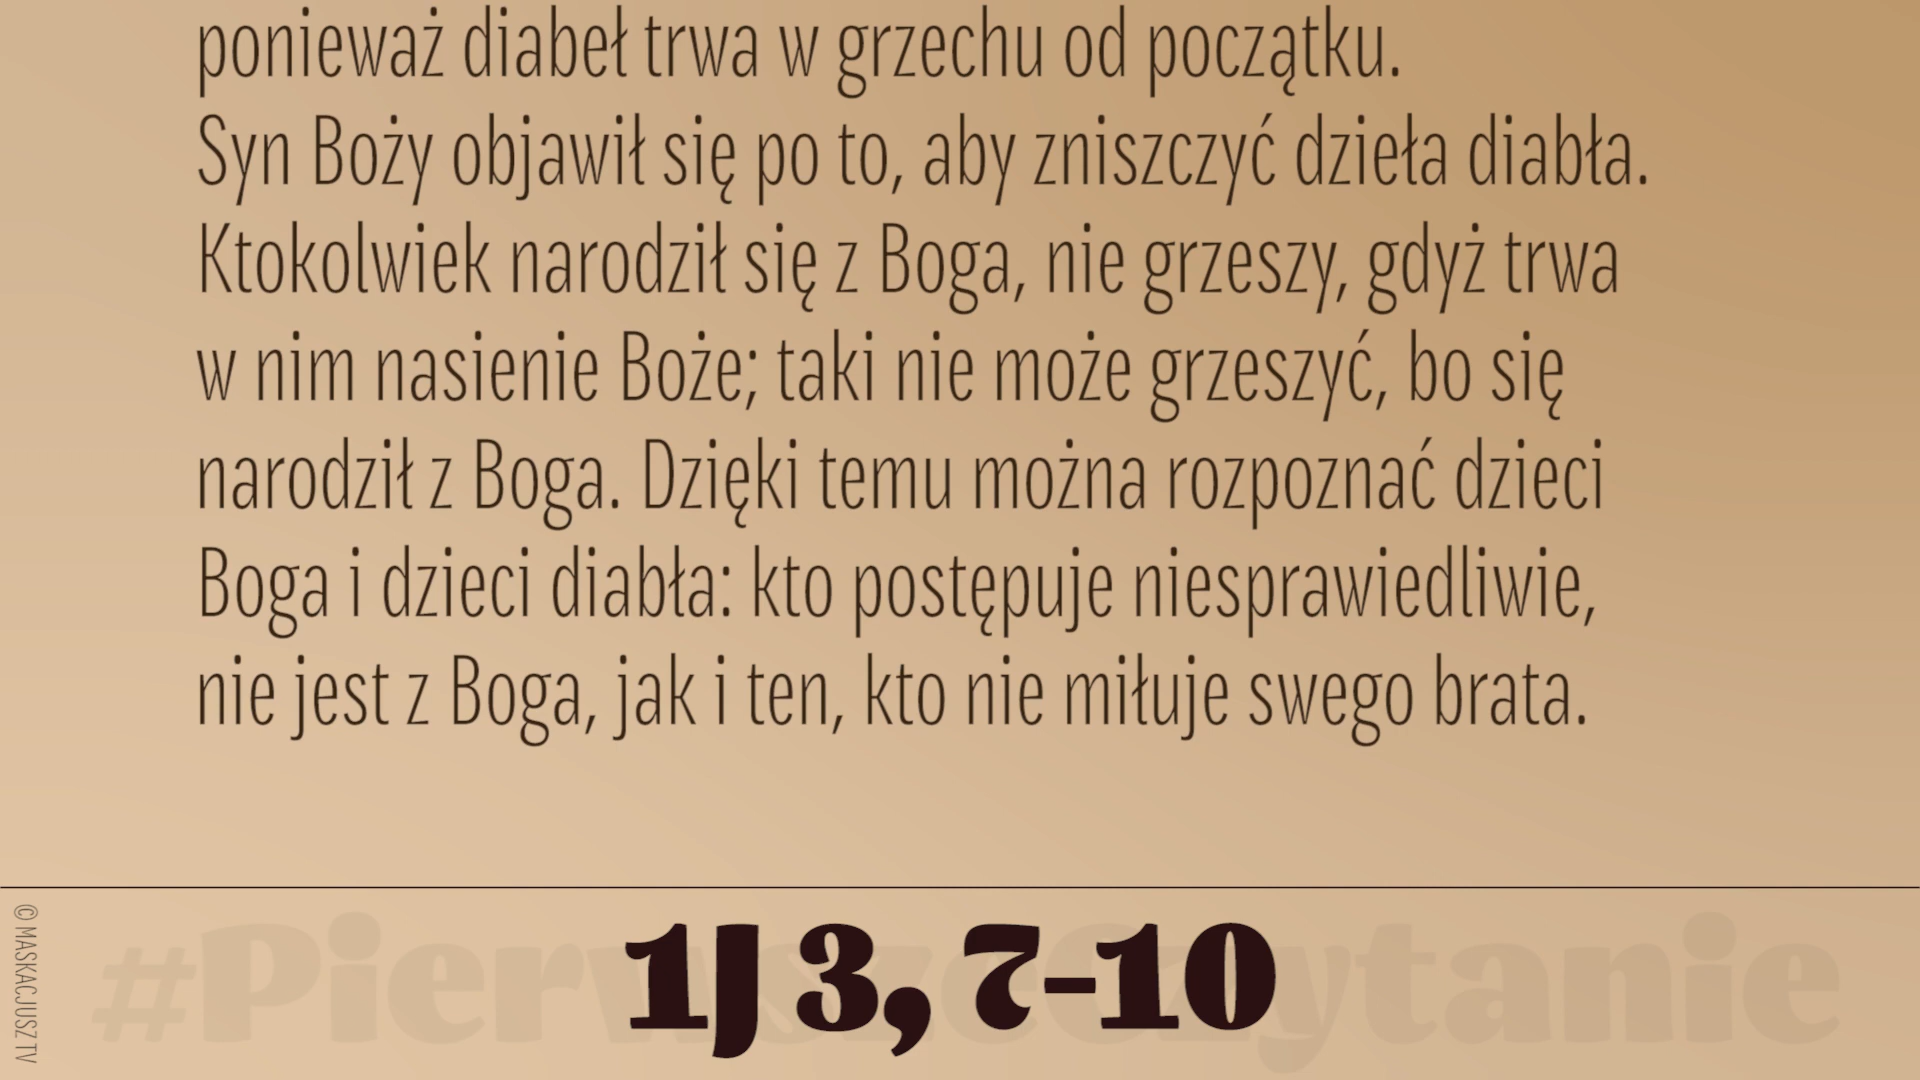 ponieważ diabeł trwa w grzechu od początku.
Syn Boży objawił się po to, aby zniszczyć dzieła diabła.
Ktokolwiek narodził się z Boga, nie grzeszy, gdyż trwa
w nim nasienie Boże; taki nie może grzeszyć, bo się
narodził z Boga. Dzięki temu można rozpoznać dzieci
Boga i dzieci diabła: kto postępuje niesprawiedliwie,
nie jest z Boga, jak i ten, kto nie miłuje swego brata.
#PierwszeCzytanie
1J 3, 7-10
© MASKACJUSZ TV